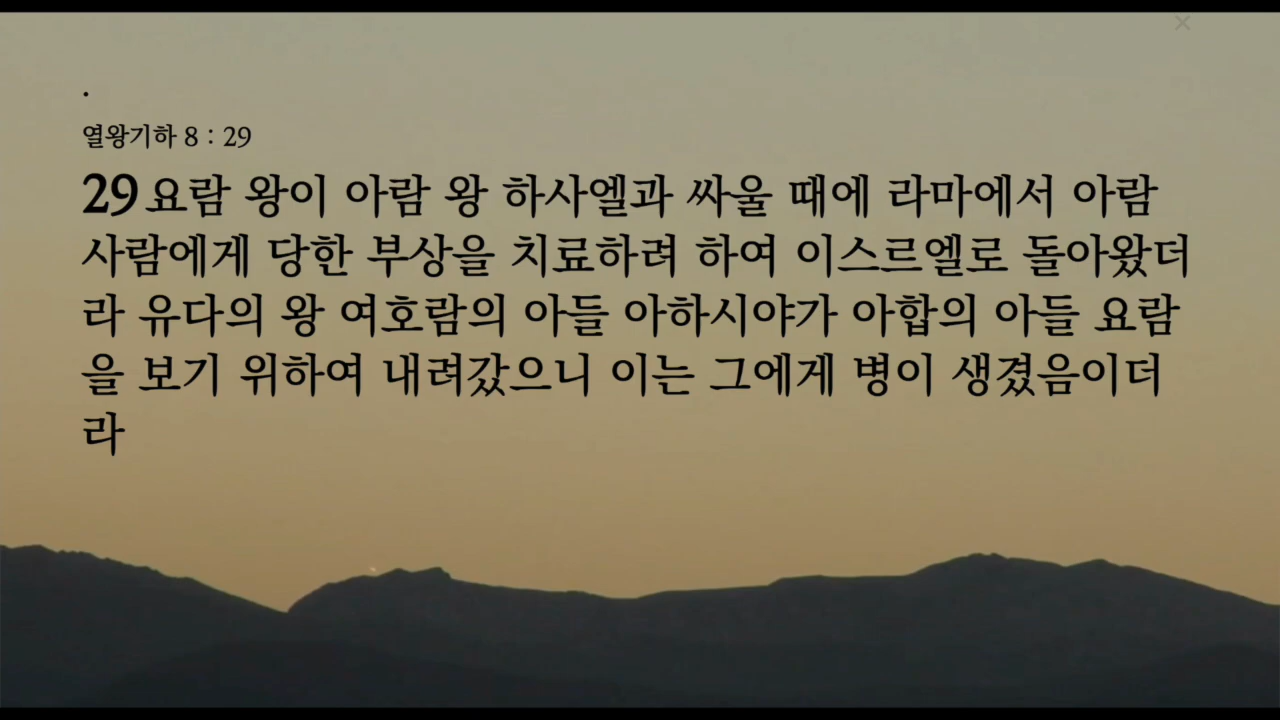 .
열왕기하 8 : 29
29 요람 왕이 아람 왕 하사엘과 싸울 때에 라마에서 아람
사람에게 당한 부상을 치료하려 하여 이스르엘로 돌아왔더
라 유다의 왕 여호람의 아들 아하시야가 아합의 아들 요람
을 보기 위하여 내려갔으니 이는 그에게 병이 생겼음이더
라